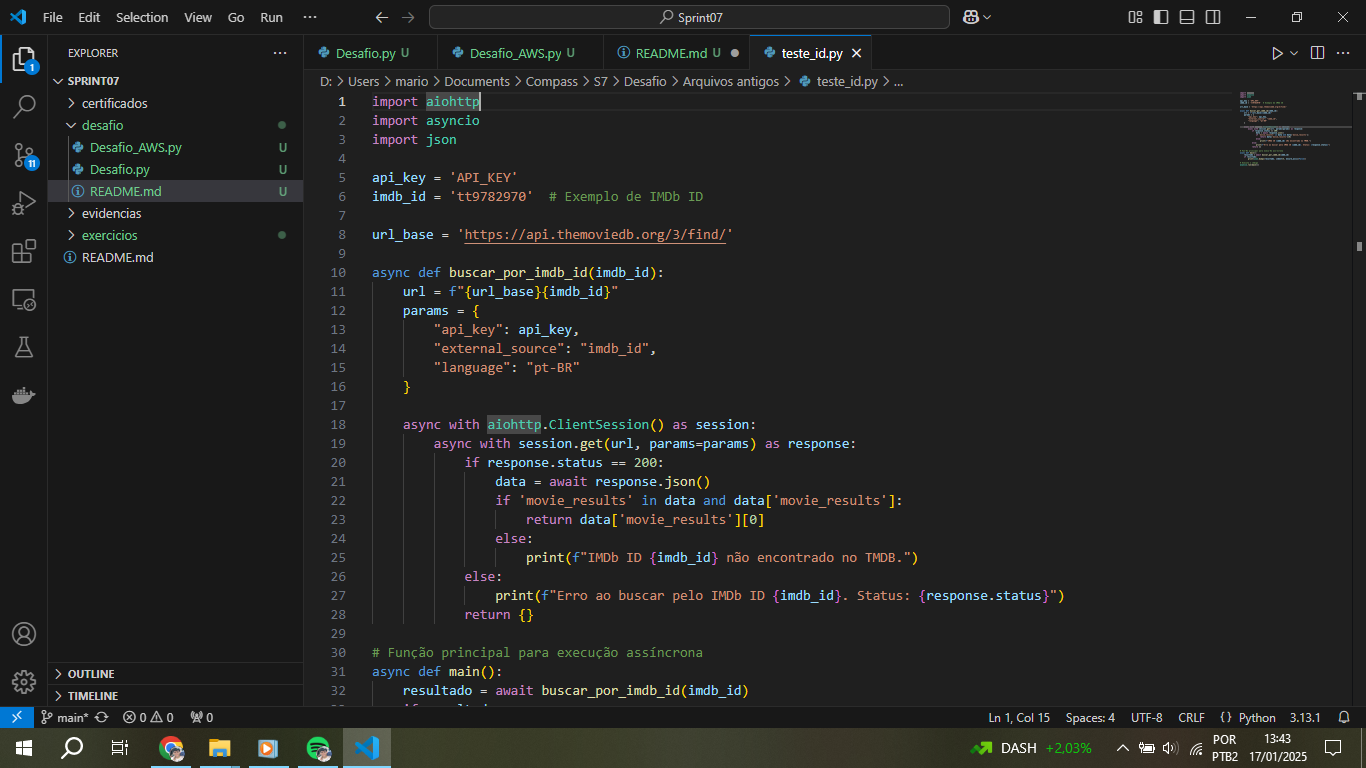 File Edit Selection View Go Run ··· Sprint07
EXPLORER ···
SPRINT07
certificados
desafio
Desafio_AWS.py U
Desafio.py U
README.md U
evidencias
exercicios
README.md
OUTLINE
TIMELINE
Desafio.py U Desafio_AWS.py U README.md U teste_id.py
D: > Users > mario > Documents > Compass > S7 > Desafio > Arquivos antigos > teste_id.py > ...
1 import aiohttp
2 import asyncio
3 import json
4
5 api_key = 'API_KEY'
6 imdb_id = 'tt9782970'  # Exemplo de IMDb ID
7
8 url_base = 'https://api.themoviedb.org/3/find/'
9
10 async def buscar_por_imdb_id(imdb_id):
11     url = f"{url_base}{imdb_id}"
12     params = {
13         "api_key": api_key,
14         "external_source": "imdb_id",
15         "language": "pt-BR"
16     }
17
18     async with aiohttp.ClientSession() as session:
19         async with session.get(url, params=params) as response:
20             if response.status == 200:
21                 data = await response.json()
22                 if 'movie_results' in data and data['movie_results']:
23                     return data['movie_results'][0]
24                 else:
25                     print(f"IMDb ID {imdb_id} não encontrado no TMDB.")
26             else:
27                 print(f"Erro ao buscar pelo IMDb ID {imdb_id}. Status: {response.status}")
28             return {}
29
30 # Função principal para execução assíncrona
31 async def main():
32     resultado = await buscar_por_imdb_id(imdb_id)
1
11
main* 0 0 0 Ln 1, Col 15 Spaces: 4 UTF-8 CRLF {} Python 3.13.1
DASH +2,03% POR PTB2 13:43 17/01/2025